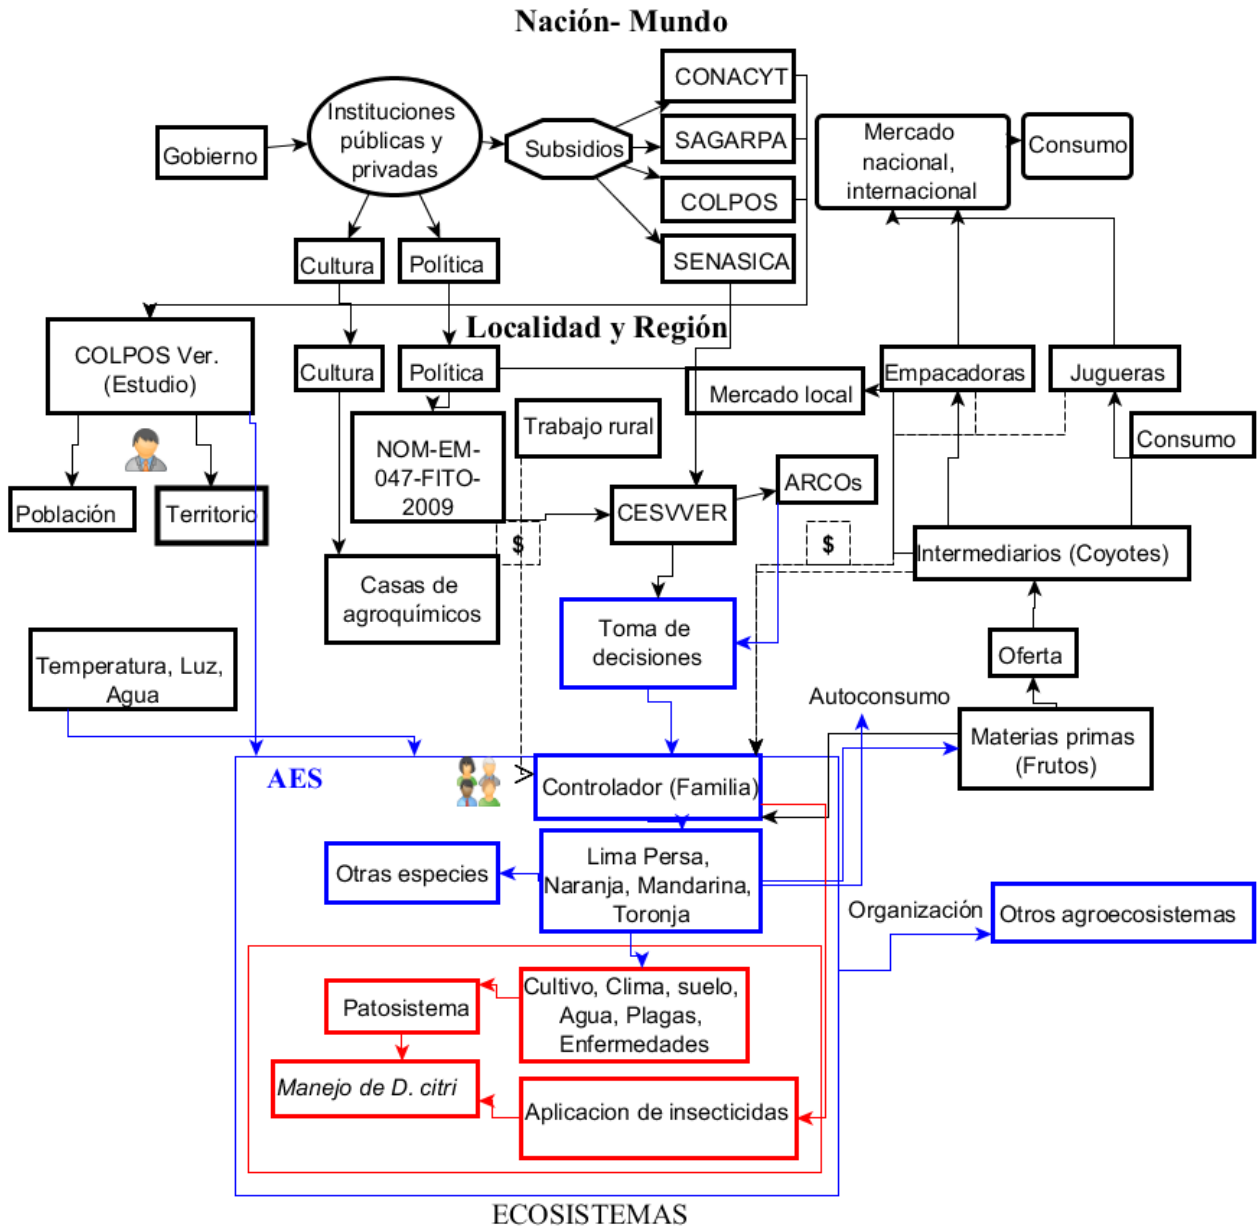 Nación- Mundo
CONACYT
Instituciones
públicas y
privadas
Gobierno
Subsidios
SAGARPA
Mercado
nacional,
internacional
Consumo
COLPOS
SENASICA
Cultura
Política
Localidad y Región
COLPOS Ver.
(Estudio)
Cultura
Política
Mercado local
Empacadoras
Jugueras
Trabajo rural
Consumo
NOM-EM-
047-FITO-
2009
ARCOs
Población
Territorio
CESVVER
$
$
Intermediarios (Coyotes)
Casas de
agroquímicos
Toma de
decisiones
Oferta
Temperatura, Luz,
Agua
Autoconsumo
Materias primas
(Frutos)
AES
Controlador (Familia)
Otras especies
Lima Persa,
Naranja, Mandarina,
Toronja
Organización
Otros agroecosistemas
Cultivo, Clima, suelo,
Agua, Plagas,
Enfermedades
Patosistema
Manejo de D. citri
Aplicacion de insecticidas
ECOSISTEMAS